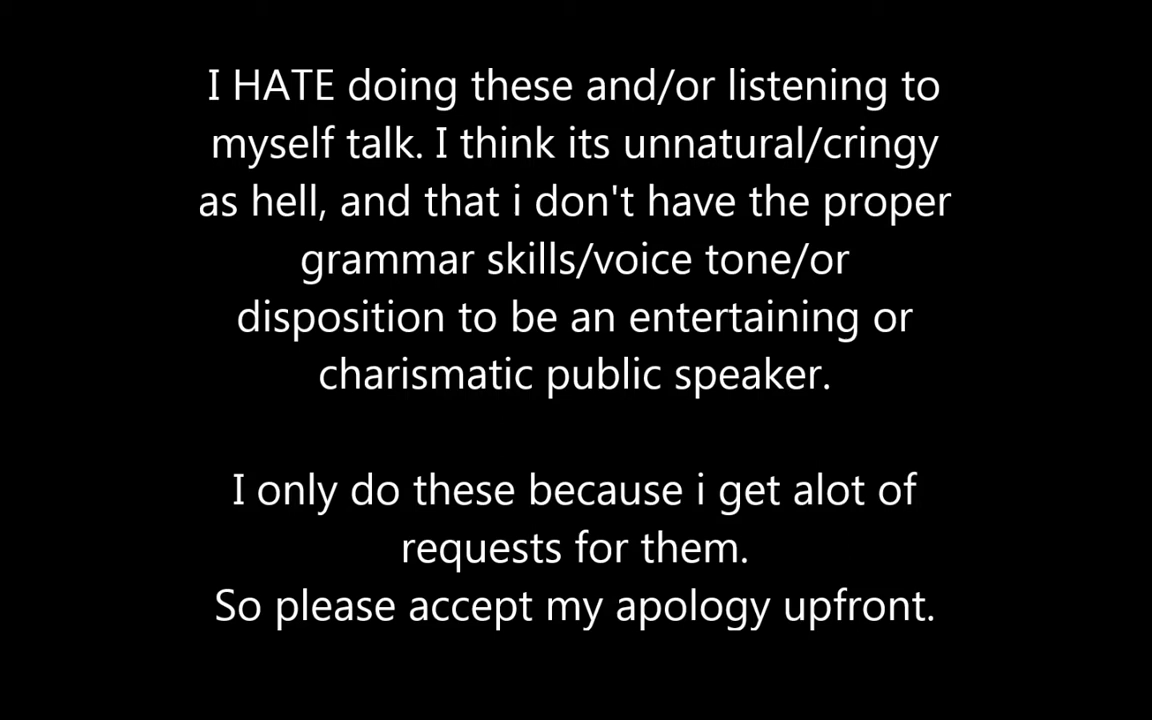 I HATE doing these and/or listening to
myself talk. I think its unnatural/cringy
as hell, and that i don't have the proper
grammar skills/voice tone/or
disposition to be an entertaining or
charismatic public speaker.
I only do these because i get alot of
requests for them.
So please accept my apology upfront.